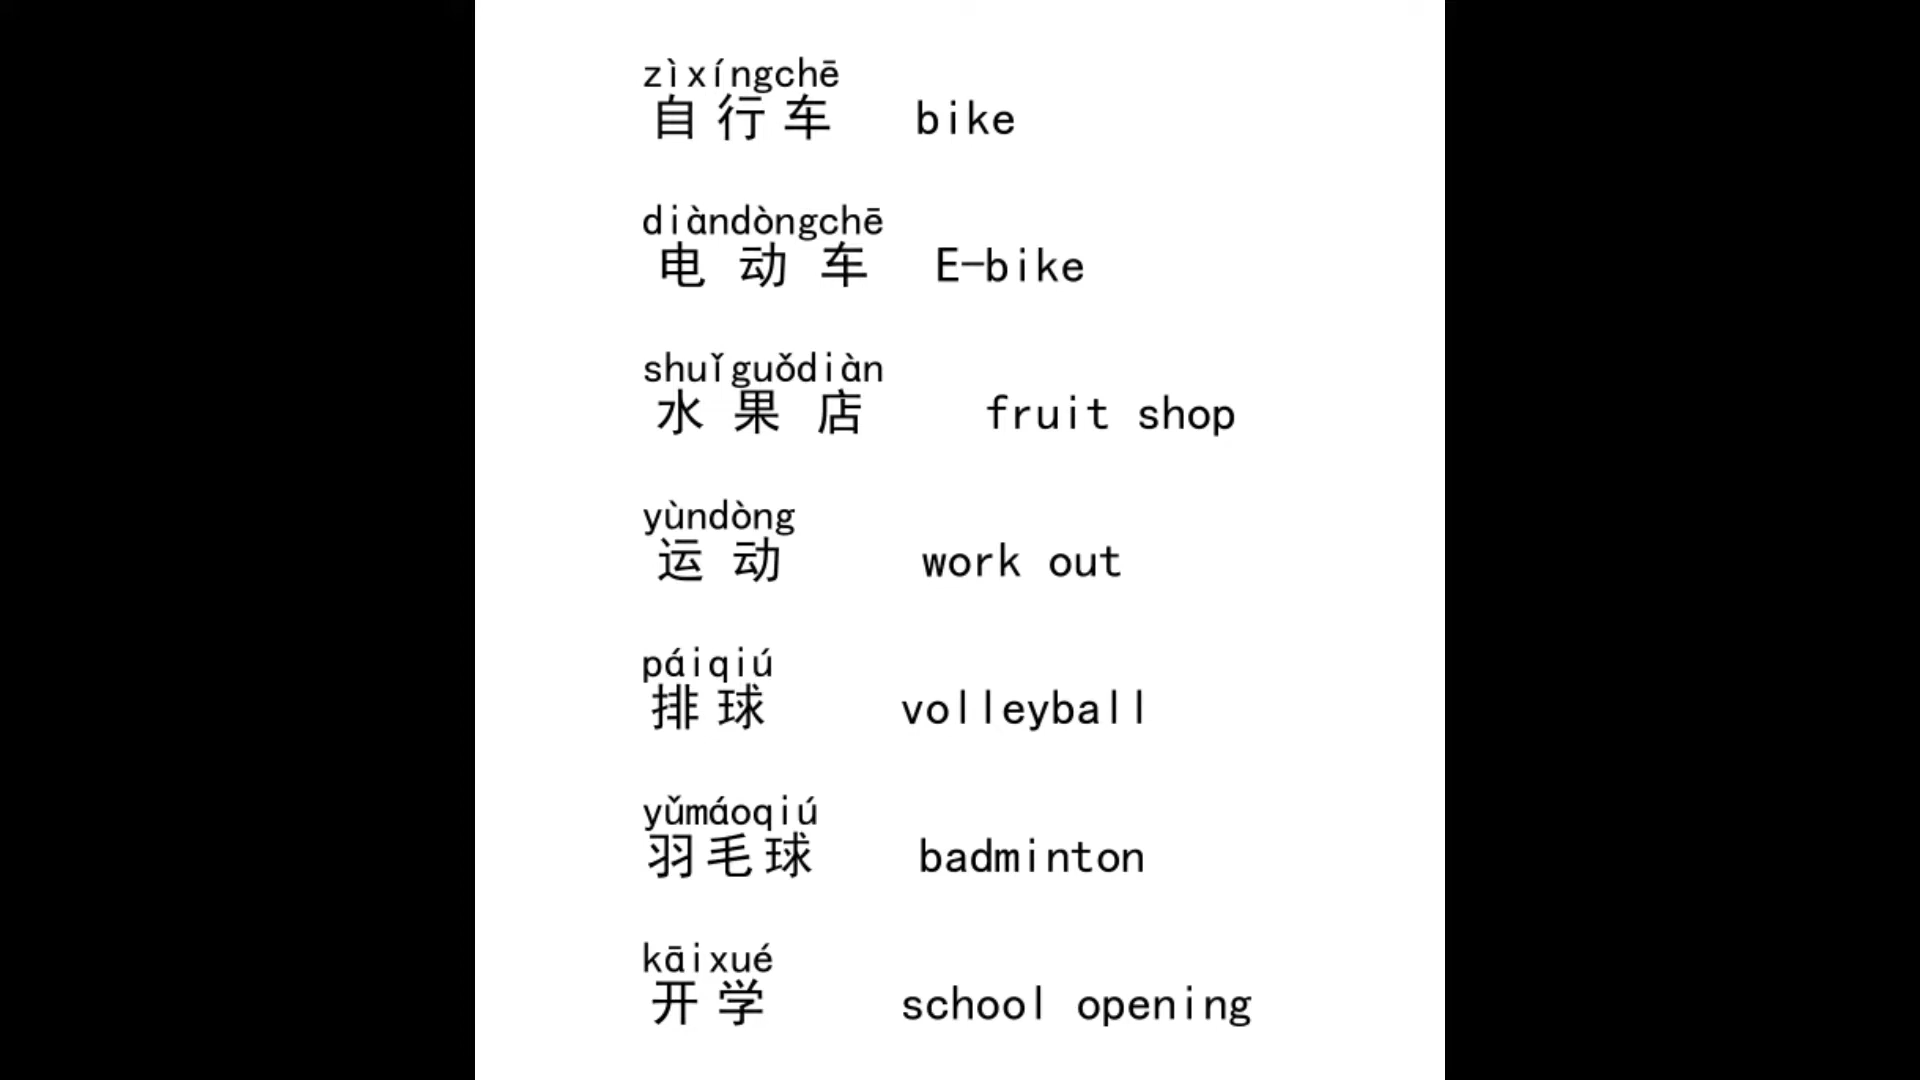 zìxíngchē
自行车 bike
diàndòngchē
电动车 E-bike
shuǐguǒdiàn
水果店 fruit shop
yùndòng
运动 work out
páiqiú
排球 volleyball
yǔmáoqiú
羽毛球 badminton
kāixué
开学 school opening